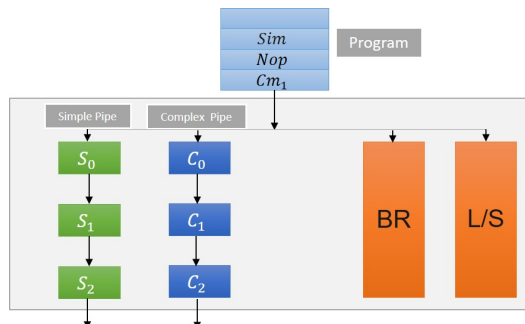 Sim
Program
Nop
Cm₁
Simple Pipe
Complex Pipe
S₀
C₀
S₁
C₁
BR
L/S
S₂
C₂